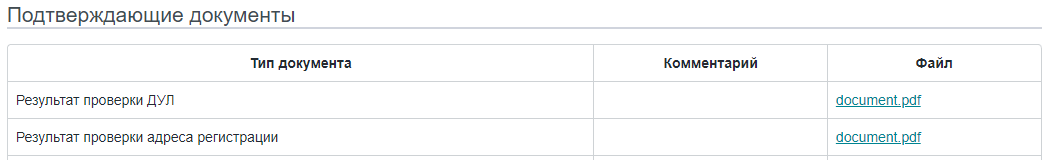 Подтверждающие документы
Тип документа Комментарий Файл
Результат проверки ДУЛ document.pdf
Результат проверки адреса регистрации document.pdf